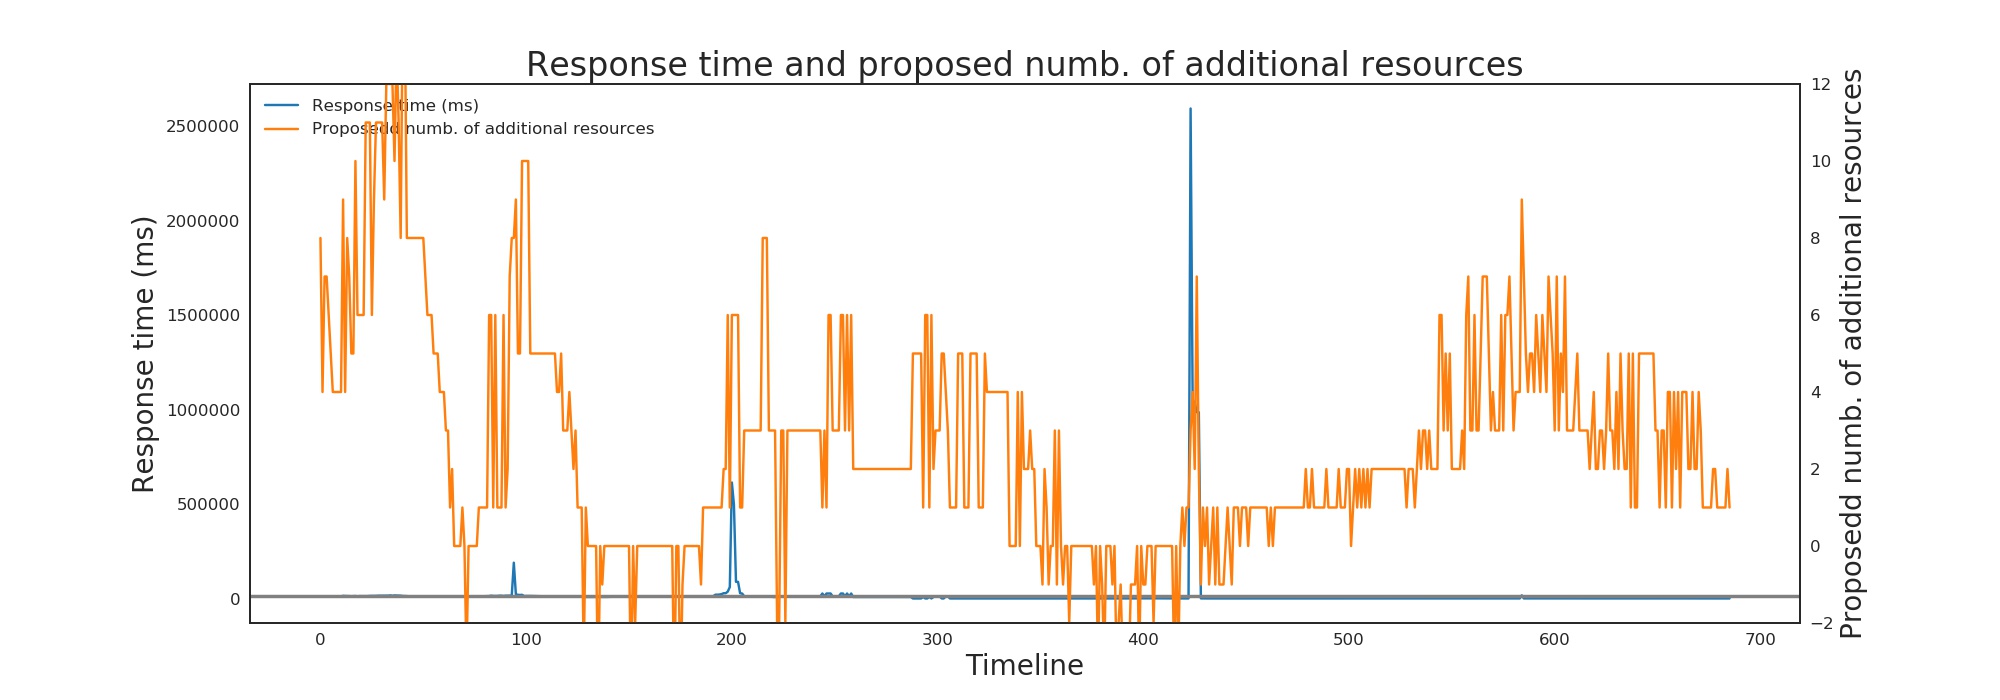 Response time and proposed numb. of additional resources
Response time (ms)
Proposedd numb. of additional resources
Response time (ms)
2500000
2000000
1500000
1000000
500000
0
12
10
8
6
4
2
0
−2
Proposedd numb. of additional resources
0 100 200 300 400 500 600 700
Timeline